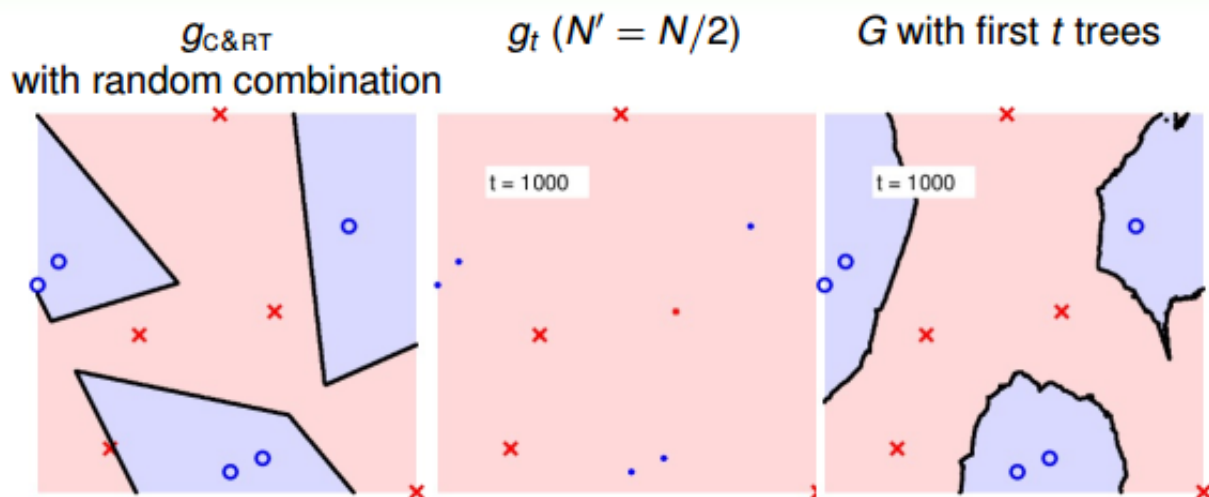 g_C&RT
with random combination
g_t (N′ = N/2)
G with first t trees
t = 1000
t = 1000